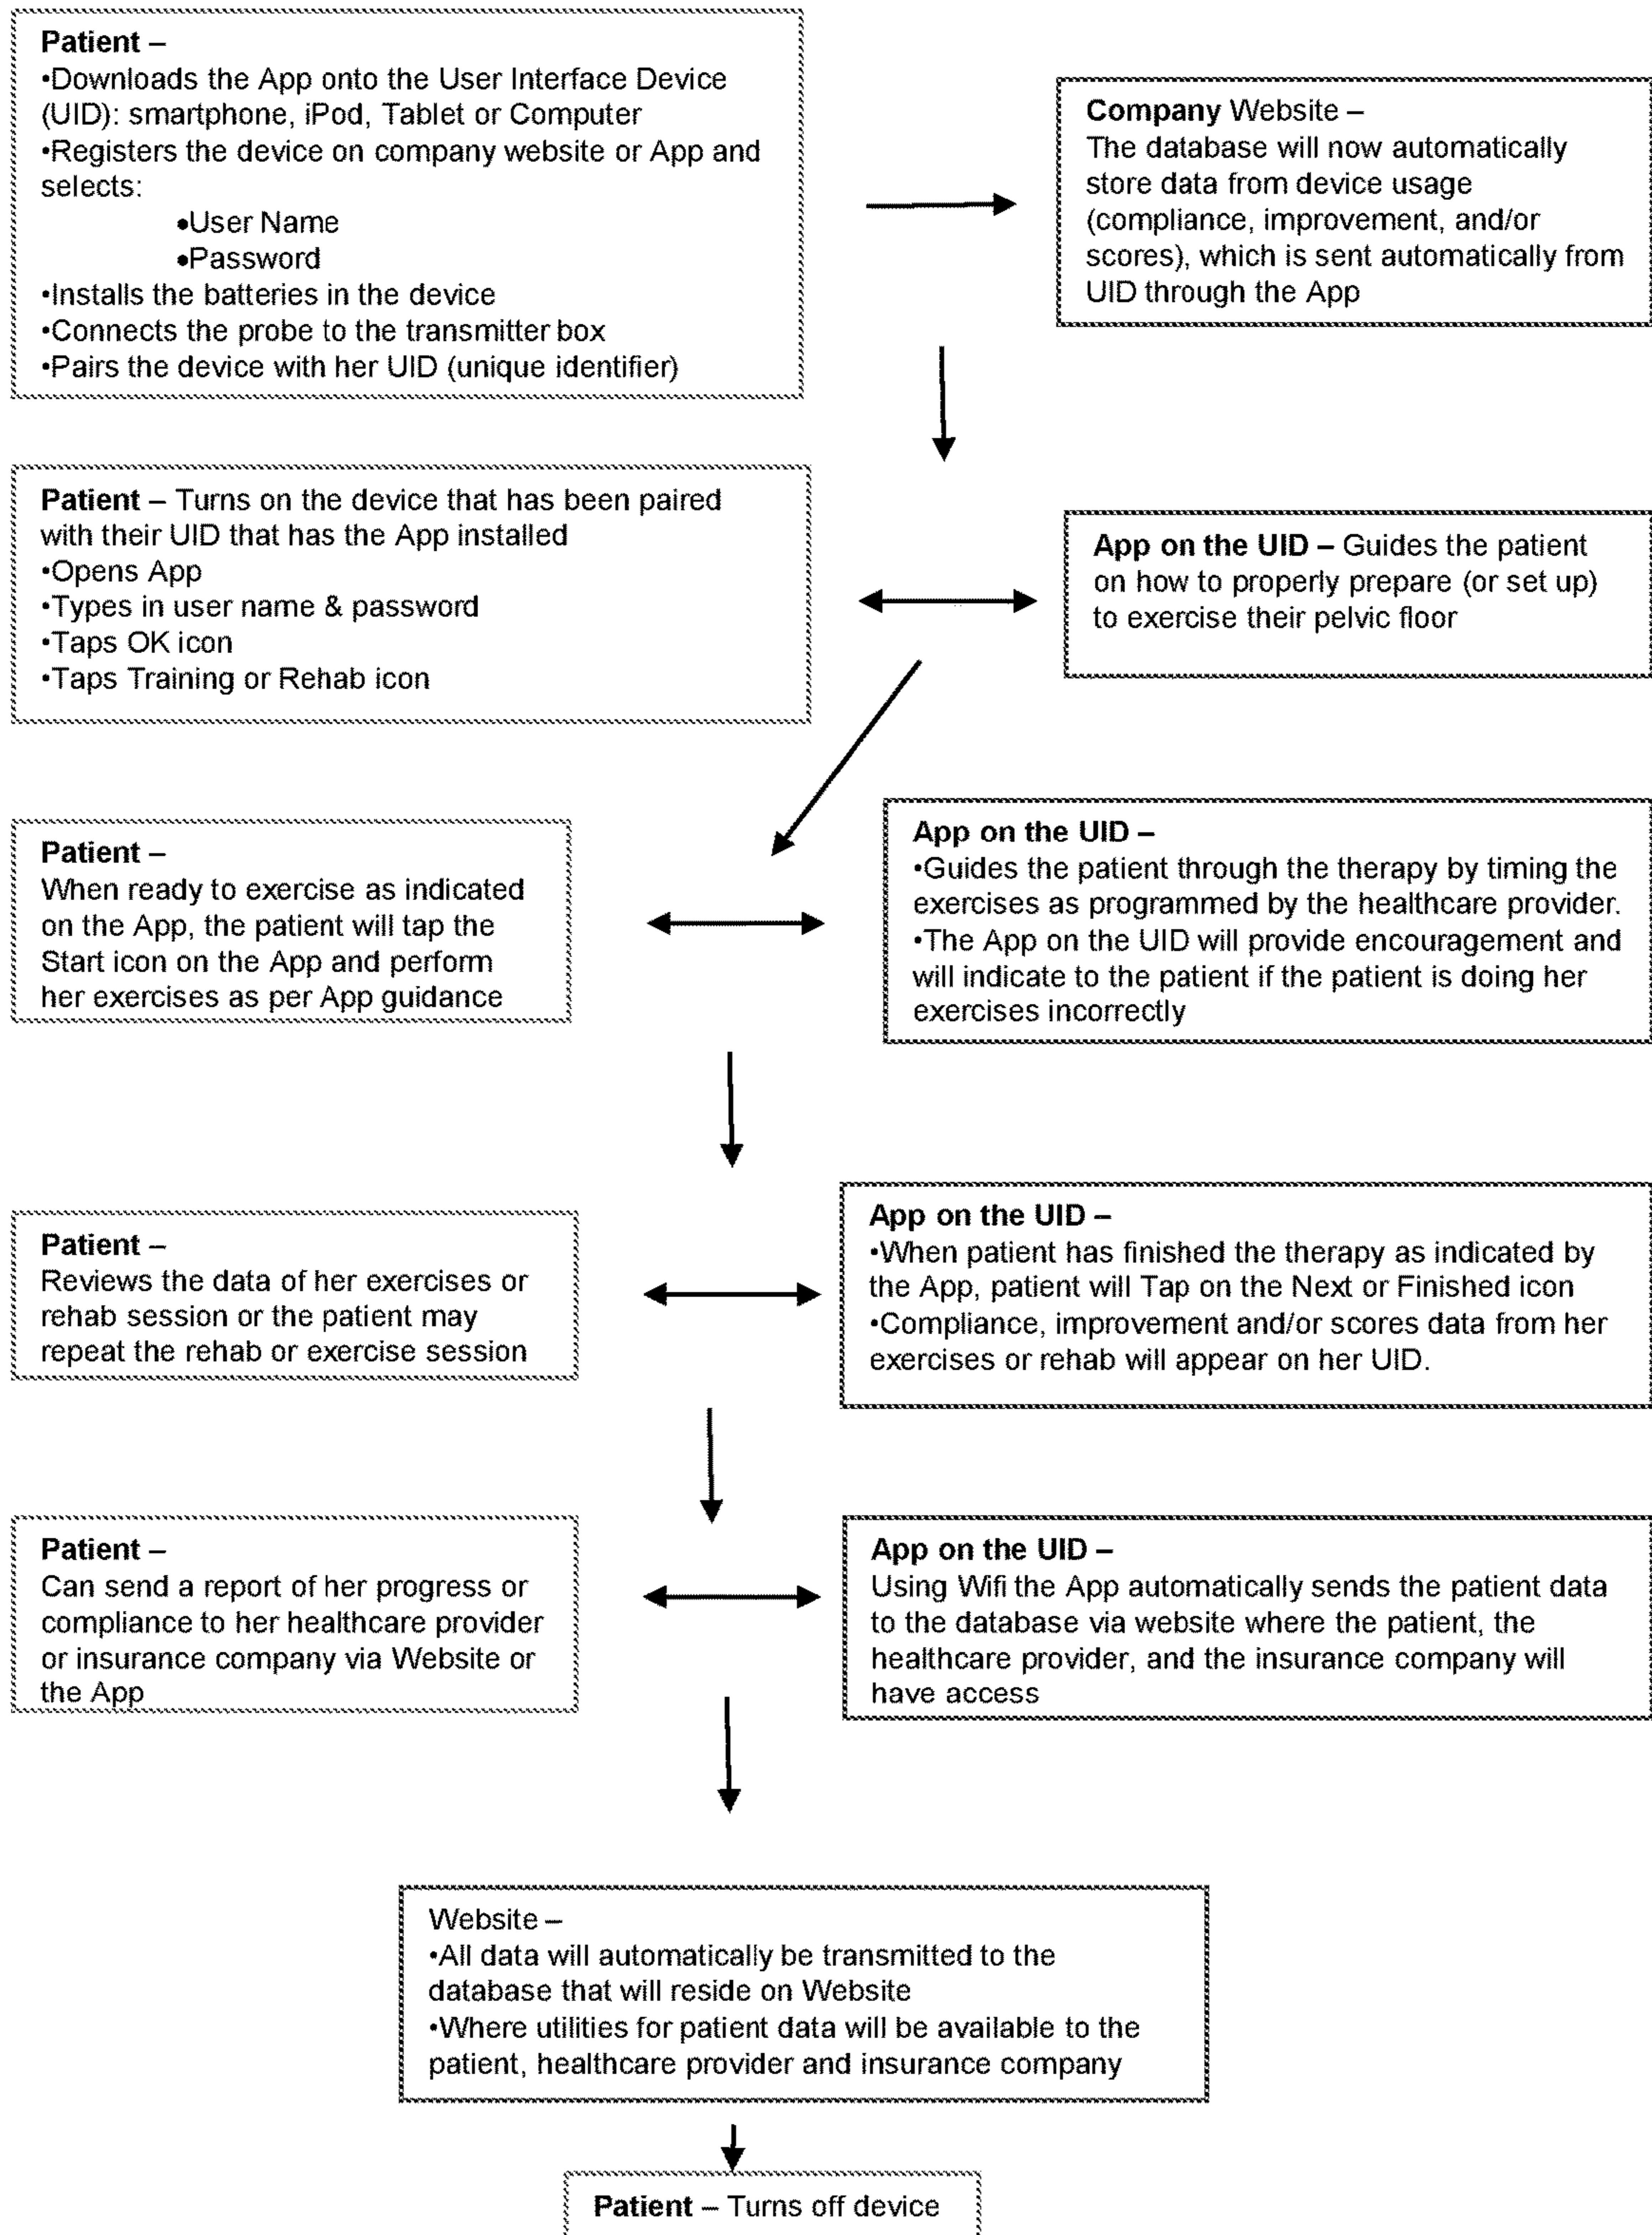 Patient –
•Downloads the App onto the User Interface Device
(UID): smartphone, iPod, Tablet or Computer
•Registers the device on company website or App and
selects:
•User Name
•Password
•Installs the batteries in the device
•Connects the probe to the transmitter box
•Pairs the device with her UID (unique identifier)
Company Website –
The database will now automatically
store data from device usage
(compliance, improvement, and/or
scores), which is sent automatically from
UID through the App
Patient – Turns on the device that has been paired
with their UID that has the App installed
•Opens App
•Types in user name & password
•Taps OK icon
•Taps Training or Rehab icon
App on the UID – Guides the patient
on how to properly prepare (or set up)
to exercise their pelvic floor
Patient –
When ready to exercise as indicated
on the App, the patient will tap the
Start icon on the App and perform
her exercises as per App guidance
App on the UID –
•Guides the patient through the therapy by timing the
exercises as programmed by the healthcare provider.
•The App on the UID will provide encouragement and
will indicate to the patient if the patient is doing her
exercises incorrectly
Patient –
Reviews the data of her exercises or
rehab session or the patient may
repeat the rehab or exercise session
App on the UID –
•When patient has finished the therapy as indicated by
the App, patient will Tap on the Next or Finished icon
•Compliance, improvement and/or scores data from her
exercises or rehab will appear on her UID.
Patient –
Can send a report of her progress or
compliance to her healthcare provider
or insurance company via Website or
the App
App on the UID –
Using Wifi the App automatically sends the patient data
to the database via website where the patient, the
healthcare provider, and the insurance company will
have access
Website –
•All data will automatically be transmitted to the
database that will reside on Website
•Where utilities for patient data will be available to the
patient, healthcare provider and insurance company
Patient – Turns off device